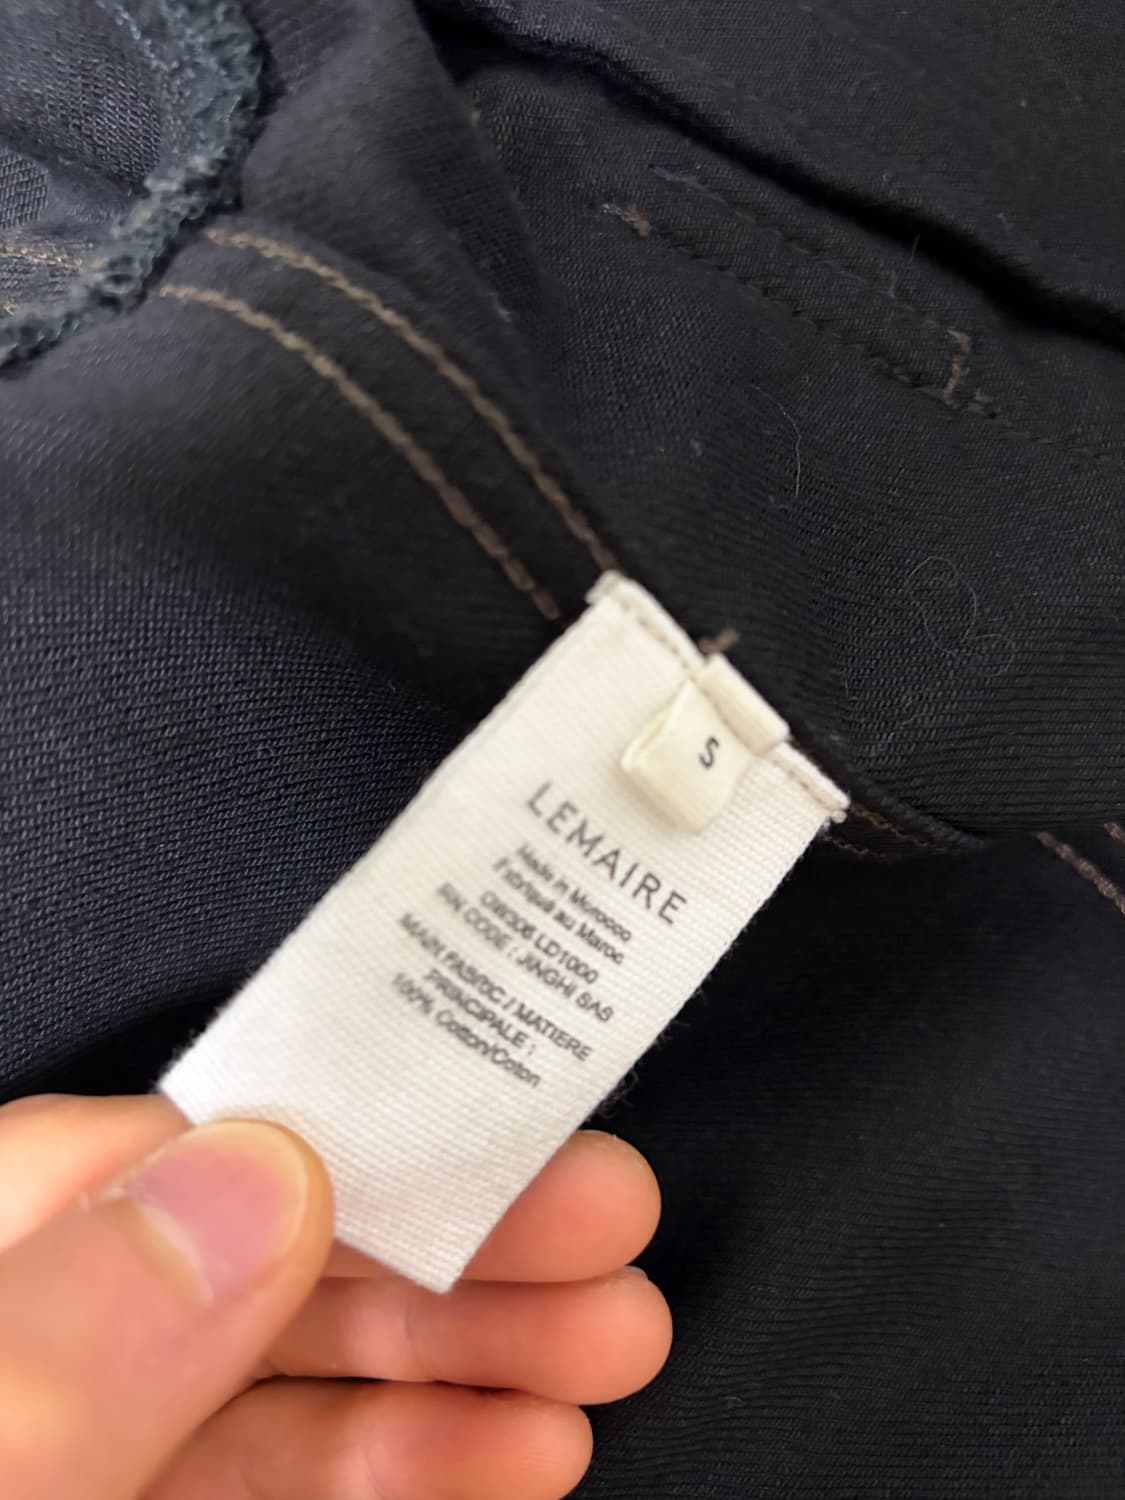 S
LEMAIRE
Made in Morocco
Fabriqué au Maroc
OW306 LD1000
RN CODE : JINGHI SAS
MAIN FABRIC / MATIERE
PRINCIPALE :
100% Cotton/Coton